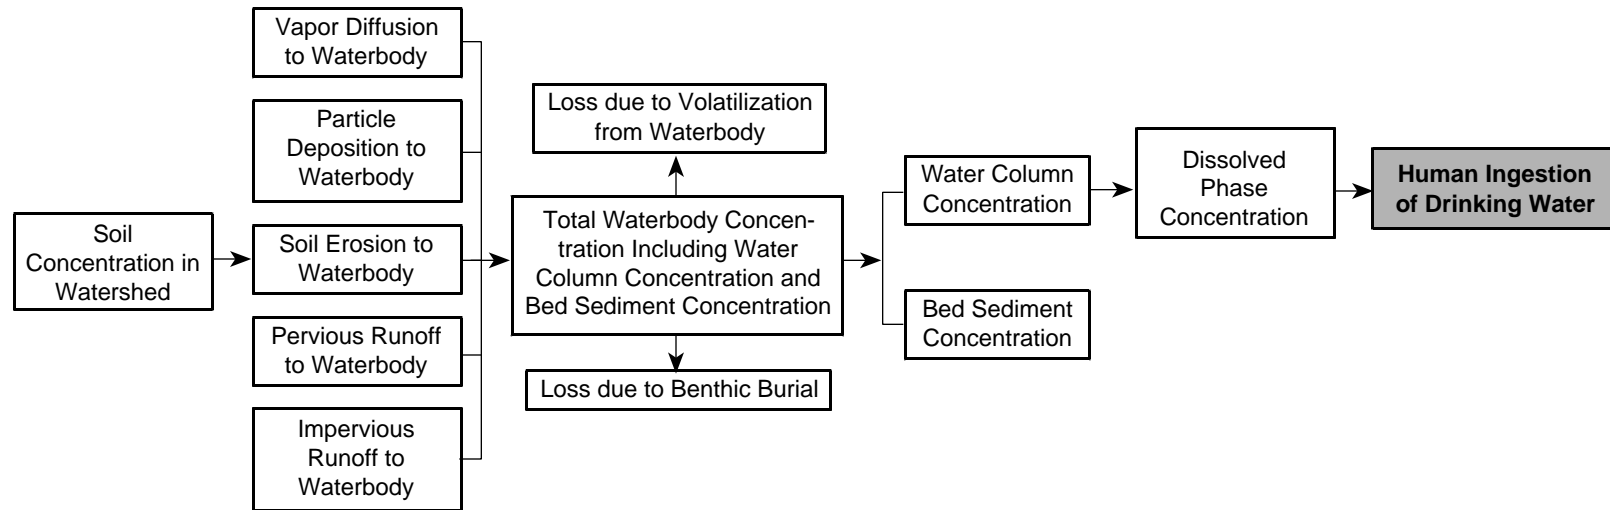 Soil
Concentration in
Watershed
Vapor Diffusion
to Waterbody
Particle
Deposition to
Waterbody
Soil Erosion to
Waterbody
Pervious Runoff
to Waterbody
Impervious
Runoff to
Waterbody
Loss due to Volatilization
from Waterbody
Total Waterbody Concen-
tration Including Water
Column Concentration and
Bed Sediment Concentration
Loss due to Benthic Burial
Water Column
Concentration
Bed Sediment
Concentration
Dissolved
Phase
Concentration
Human Ingestion
of Drinking Water